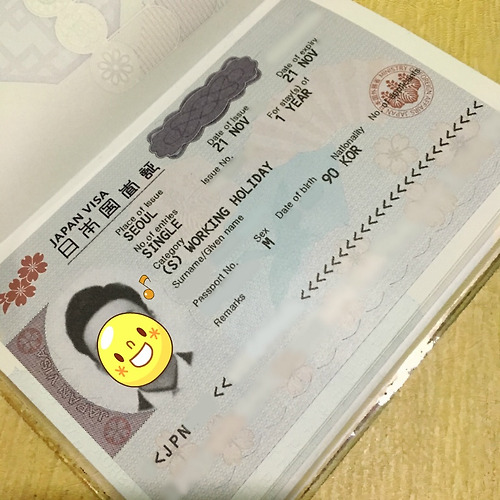 JAPAN VISA
日本国査証
Place of Issue
SEOUL
Date of Issue
21 NOV
Date of expiry
21 NOV
No. of entries
SINGLE
Issue No.
For stay(s) of
1 YEAR
Category
(S) WORKING HOLIDAY
Surname/Given name
Passport No.
Sex
M
Date of birth
90
Nationality
KOR
Remarks
JAPAN VISA
<JPN <<
<<<<<<<<<<<<<<<<<<<<